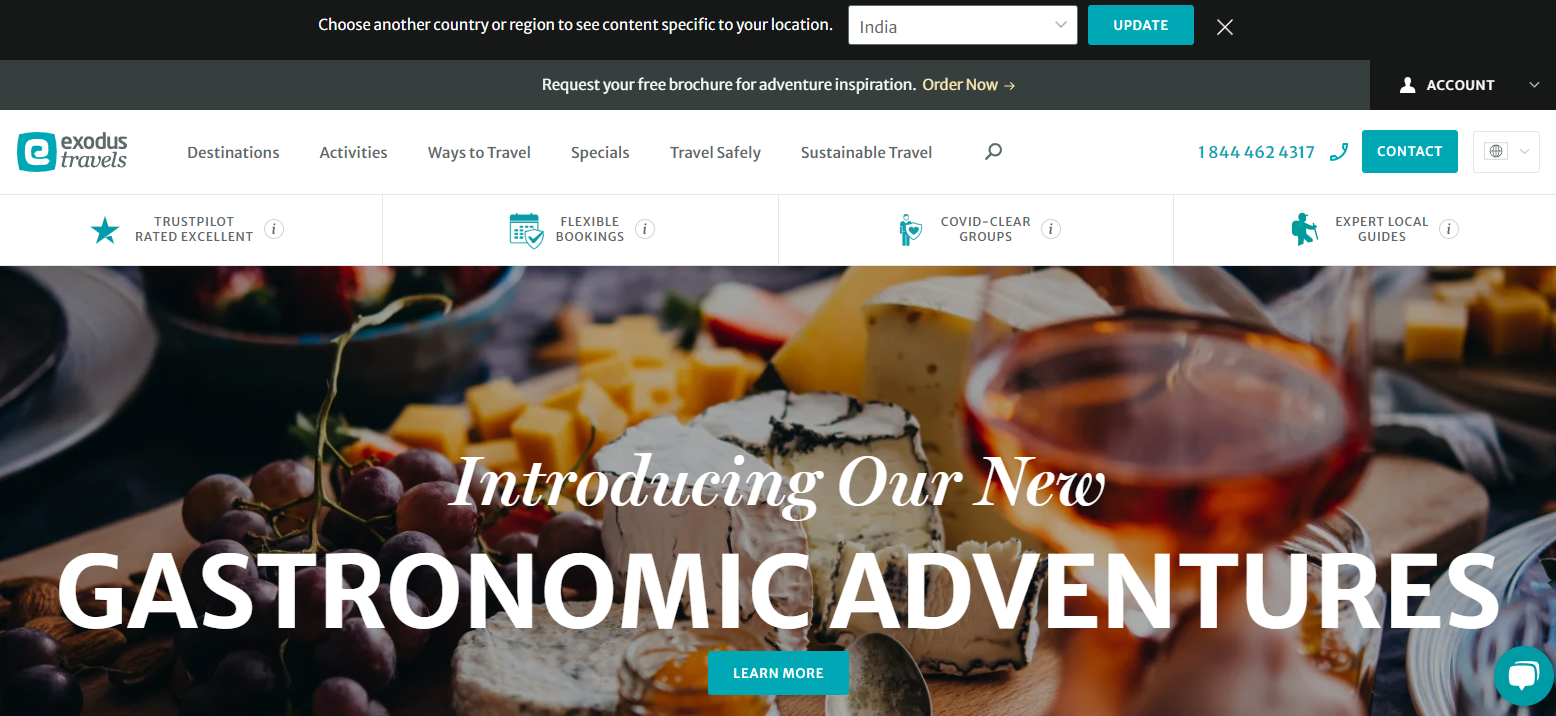 Choose another country or region to see content specific to your location.
India
UPDATE
Request your free brochure for adventure inspiration. Order Now →
ACCOUNT
exodus
travels
Destinations
Activities
Ways to Travel
Specials
Travel Safely
Sustainable Travel
1 844 462 4317
CONTACT
TRUSTPILOT
RATED EXCELLENT
i
FLEXIBLE
BOOKINGS
i
COVID-CLEAR
GROUPS
i
EXPERT LOCAL
GUIDES
i
Introducing Our New
GASTRONOMIC ADVENTURES
LEARN MORE